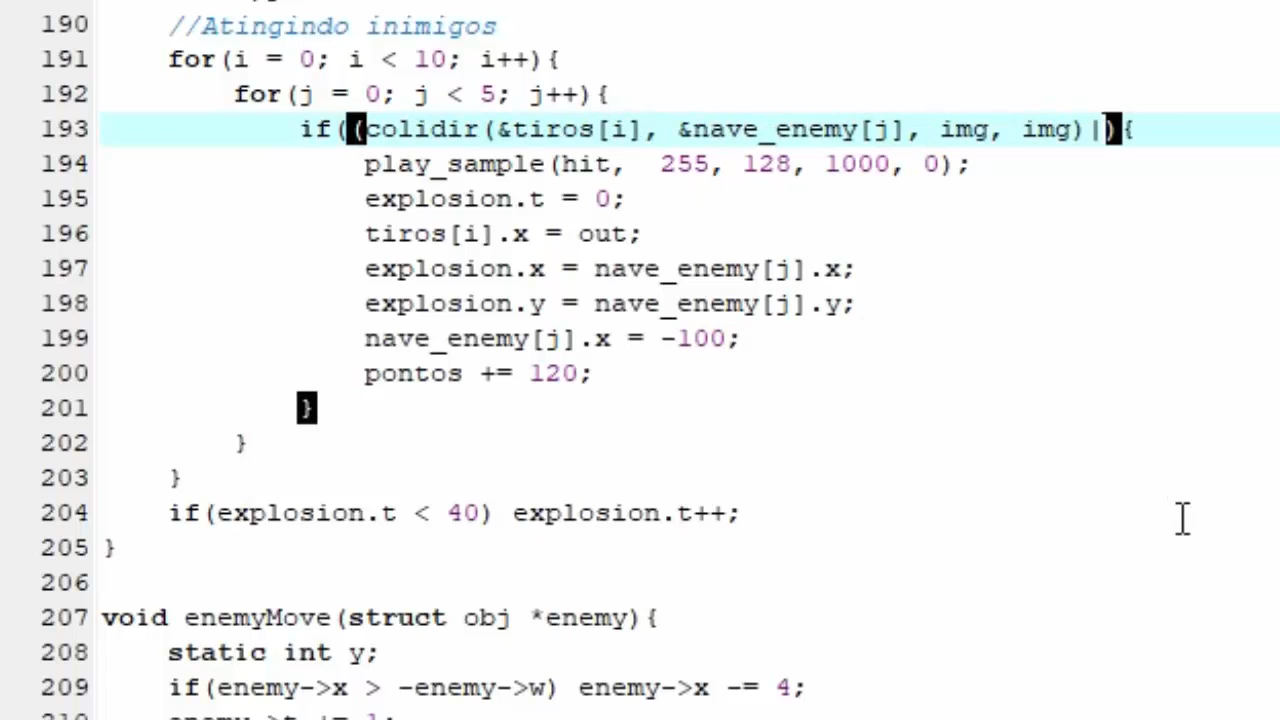 190 //Atingindo inimigos
191 for(i = 0; i < 10; i++){
192 for(j = 0; j < 5; j++){
193 if((colidir(&tiros[i], &nave_enemy[j], img, img)|){
194 play_sample(hit, 255, 128, 1000, 0);
195 explosion.t = 0;
196 tiros[i].x = out;
197 explosion.x = nave_enemy[j].x;
198 explosion.y = nave_enemy[j].y;
199 nave_enemy[j].x = -100;
200 pontos += 120;
201 }
202 }
203 }
204 if(explosion.t < 40) explosion.t++;
205 }
206
207 void enemyMove(struct obj *enemy){
208 static int y;
209 if(enemy->x > -enemy->w) enemy->x -= 4;
210 enemy->t += 1;